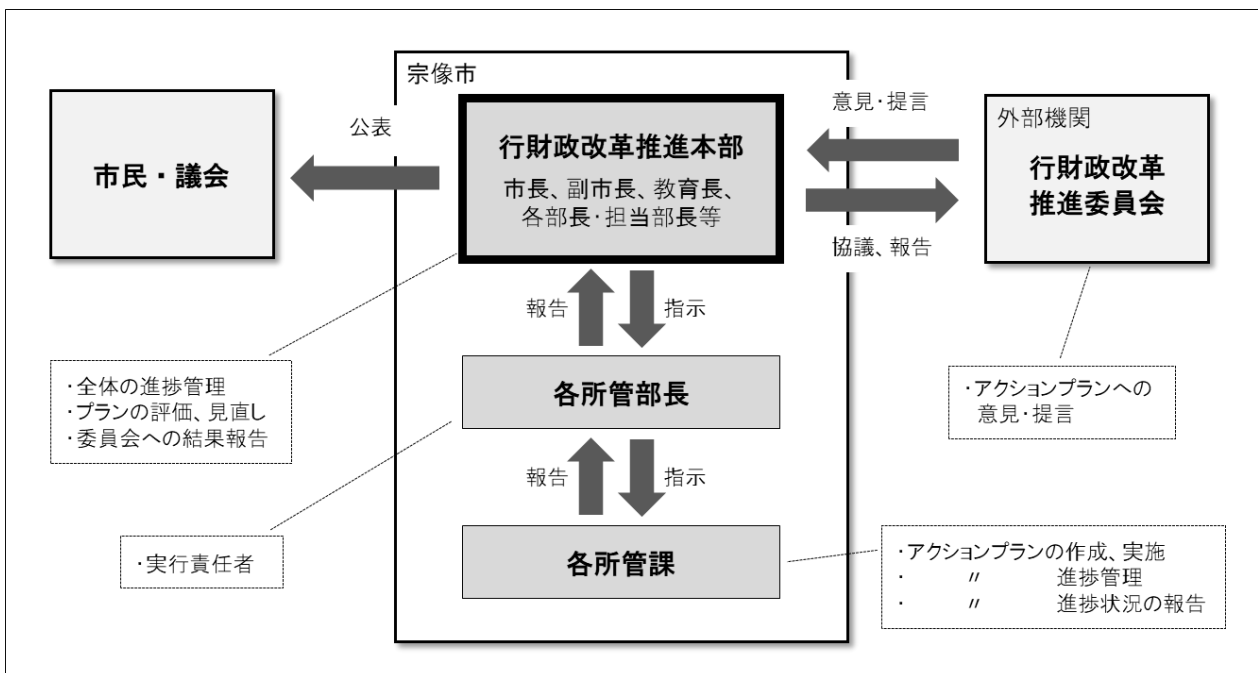 宗像市
市民・議会
公表
行財政改革推進本部
市長、副市長、教育長、
各部長・担当部長等
意見・提言
協議、報告
外部機関
行財政改革
推進委員会
報告
指示
・全体の進捗管理
・プランの評価、見直し
・委員会への結果報告
各所管部長
・アクションプランへの
意見・提言
報告
指示
・実行責任者
各所管課
・アクションプランの作成、実施
・ 〃 進捗管理
・ 〃 進捗状況の報告